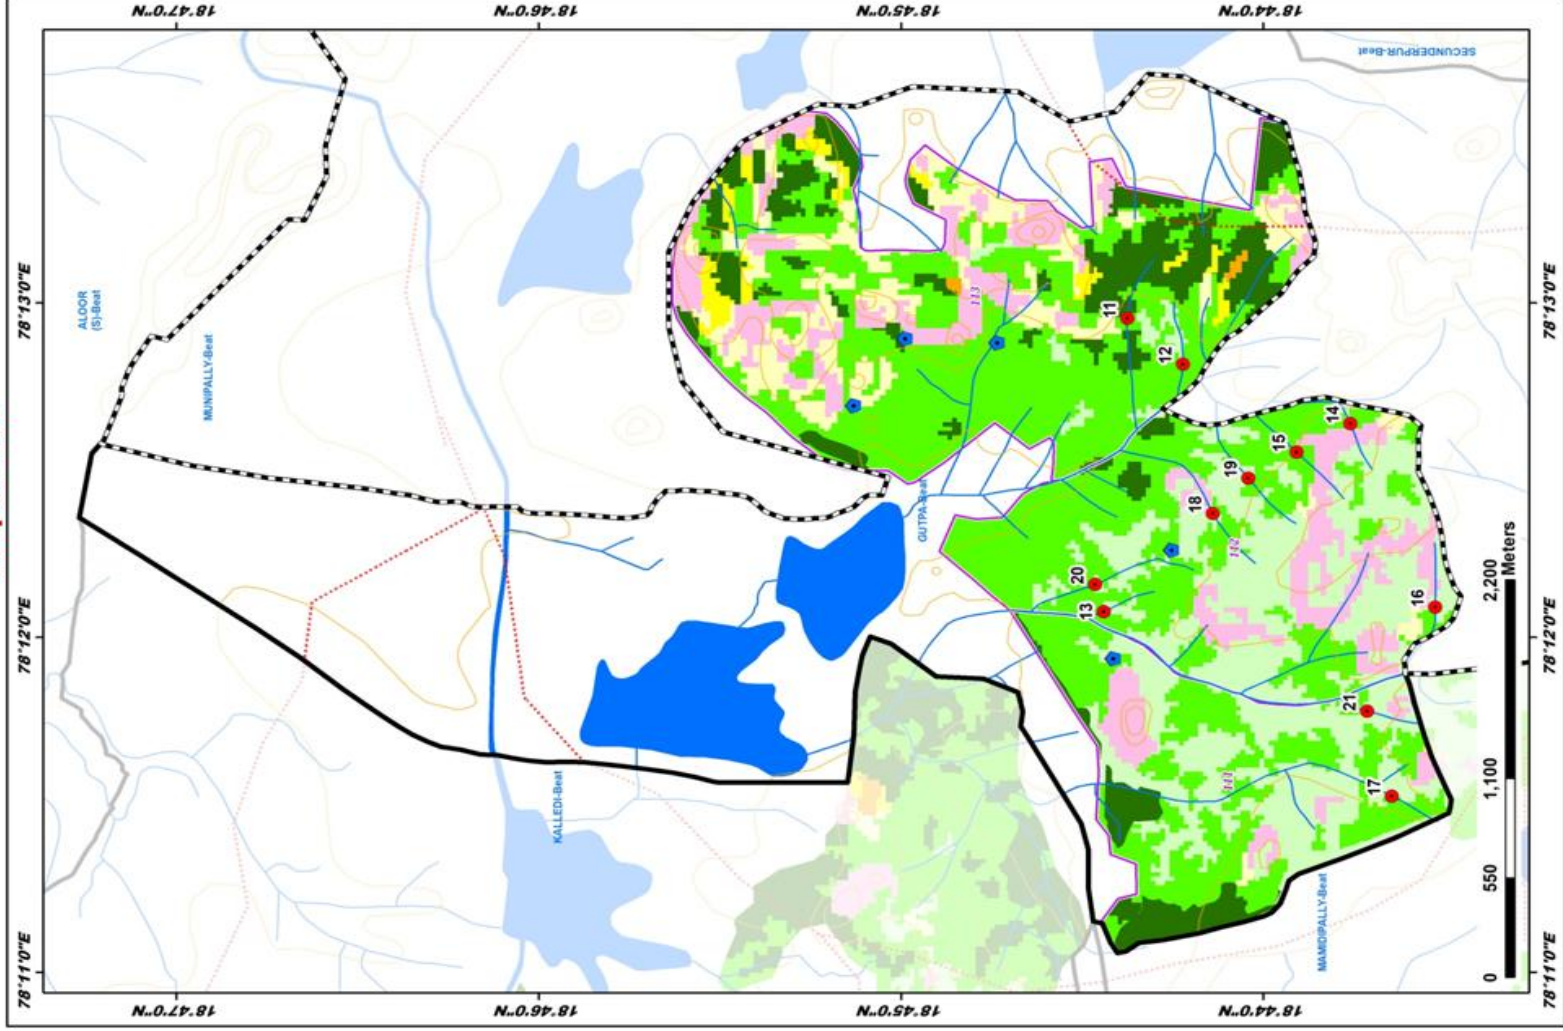 78°11'0"E
78°12'0"E
78°13'0"E
18°47'0"N
18°47'0"N
ALOOR
(S)-Beat
MUNIPALLY-Beat
18°46'0"N
18°46'0"N
KALLEDI-Beat
18°45'0"N
18°45'0"N
GUTPA-Beat
113
20
13
11
12
18
19
142
141
15
14
21
17
16
18°44'0"N
18°44'0"N
MAMIDIPALLY-Beat
SECUNDERPUR-Beat
0
550
1,100
2,200
Meters
78°11'0"E
78°12'0"E
78°13'0"E